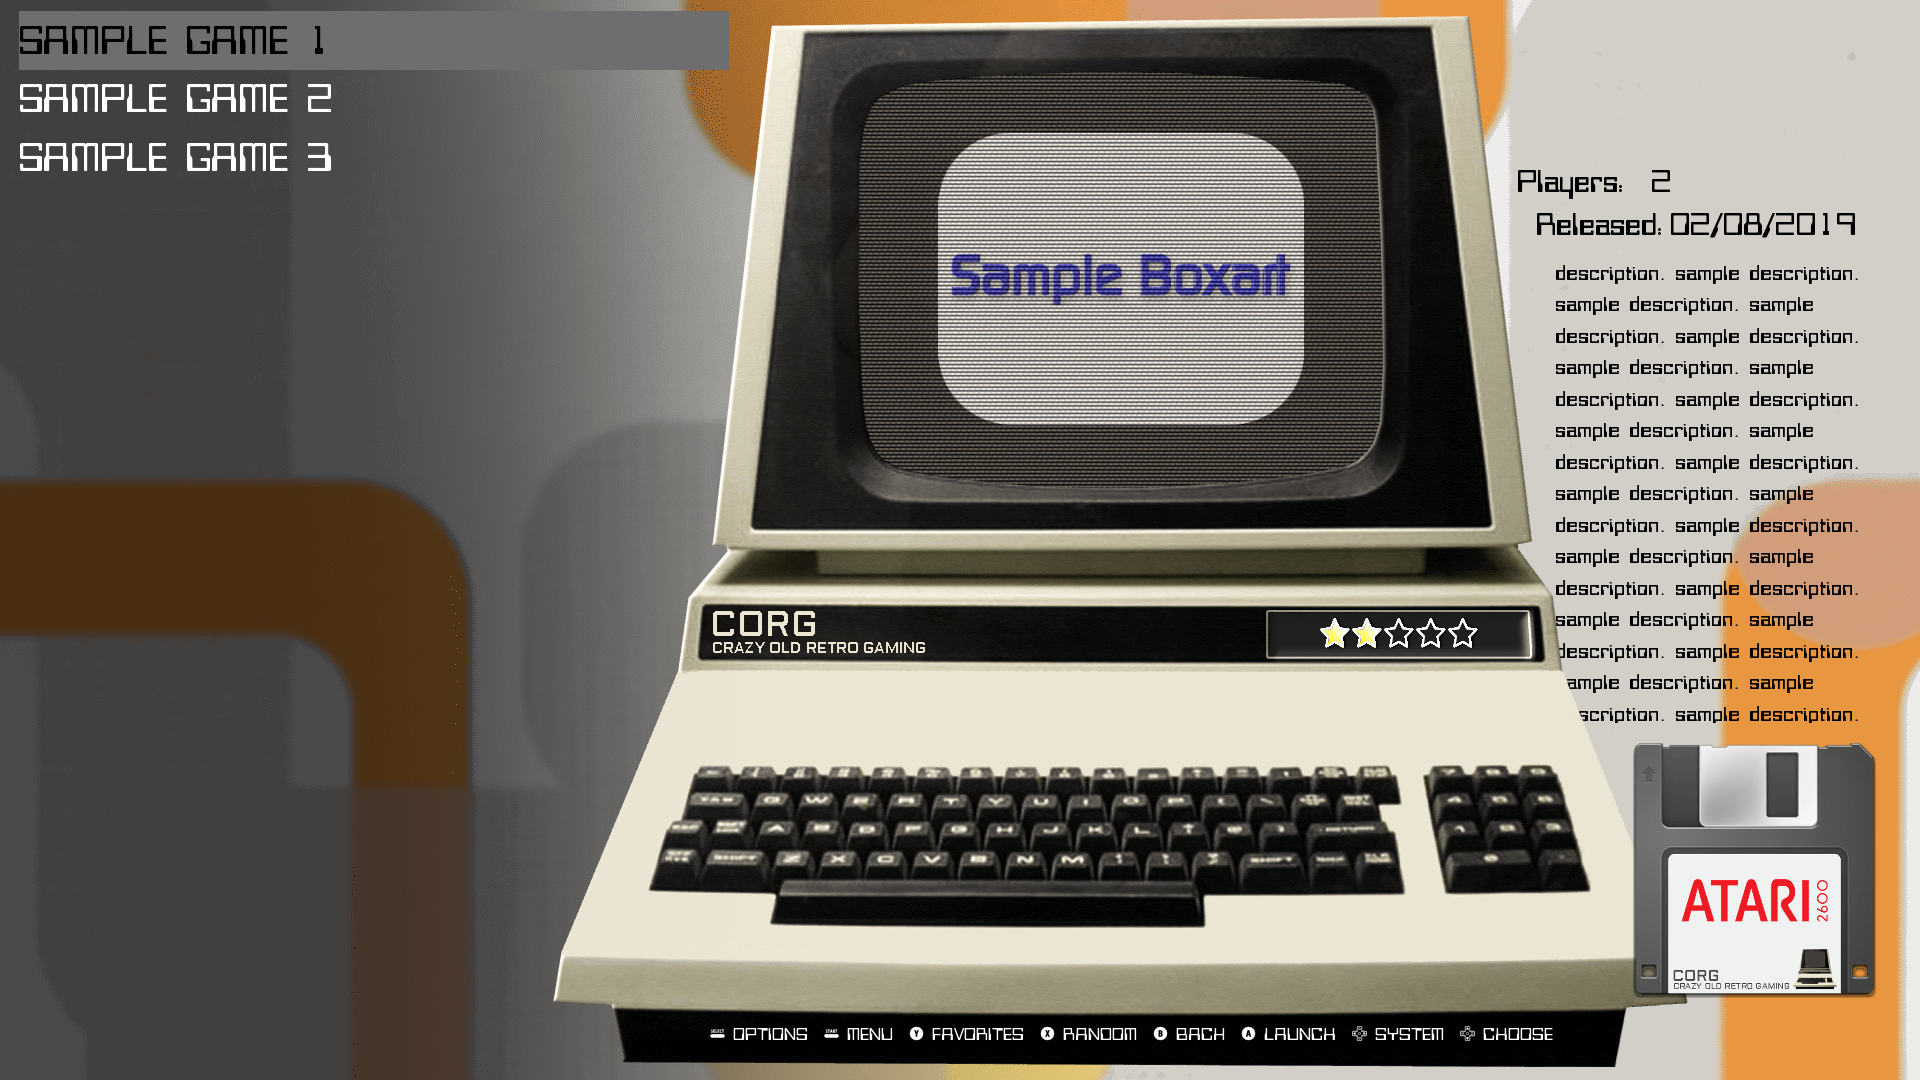 SAMPLE GAME 1
SAMPLE GAME 2
SAMPLE GAME 3
Sample Boxart
Players: 2
Released: 02/08/2019
description. sample description.
sample description. sample
description. sample description.
sample description. sample
description. sample description.
sample description. sample
description. sample description.
sample description. sample
description. sample description.
sample description. sample
description. sample description.
sample description. sample
description. sample description.
ample description. sample
scription. sample description.
CORG
CRAZY OLD RETRO GAMING
TAB Q W E R T Y U I O P
A S D F G H J K L
SHIFT Z X C V B N M SHIFT
ATARI 2600
CORG
CRAZY OLD RETRO GAMING
SELECT OPTIONS START MENU Y FAVORITES X RANDOM B BACK A LAUNCH SYSTEM CHOOSE